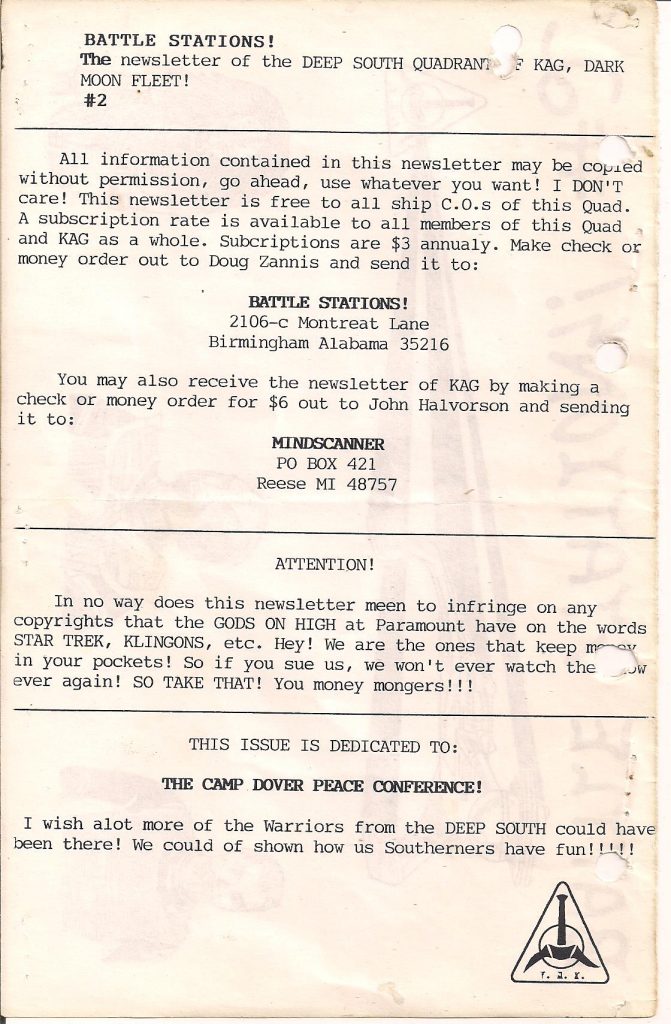 BATTLE STATIONS!
The newsletter of the DEEP SOUTH QUADRANT OF KAG, DARK
MOON FLEET!
#2
All information contained in this newsletter may be copied
without permission, go ahead, use whatever you want! I DON'T
care! This newsletter is free to all ship C.O.s of this Quad.
A subscription rate is available to all members of this Quad
and KAG as a whole. Subcriptions are $3 annualy. Make check or
money order out to Doug Zannis and send it to:
BATTLE STATIONS!
2106-c Montreat Lane
Birmingham Alabama 35216
You may also receive the newsletter of KAG by making a
check or money order for $6 out to John Halvorson and sending
it to:
MINDSCANNER
PO BOX 421
Reese MI 48757
ATTENTION!
In no way does this newsletter meen to infringe on any
copyrights that the GODS ON HIGH at Paramount have on the words
STAR TREK, KLINGONS, etc. Hey! We are the ones that keep money
in your pockets! So if you sue us, we won't ever watch the show
ever again! SO TAKE THAT! You money mongers!!!
THIS ISSUE IS DEDICATED TO:
THE CAMP DOVER PEACE CONFERENCE!
I wish alot more of the Warriors from the DEEP SOUTH could have
been there! We could of shown how us Southerners have fun!!!!!